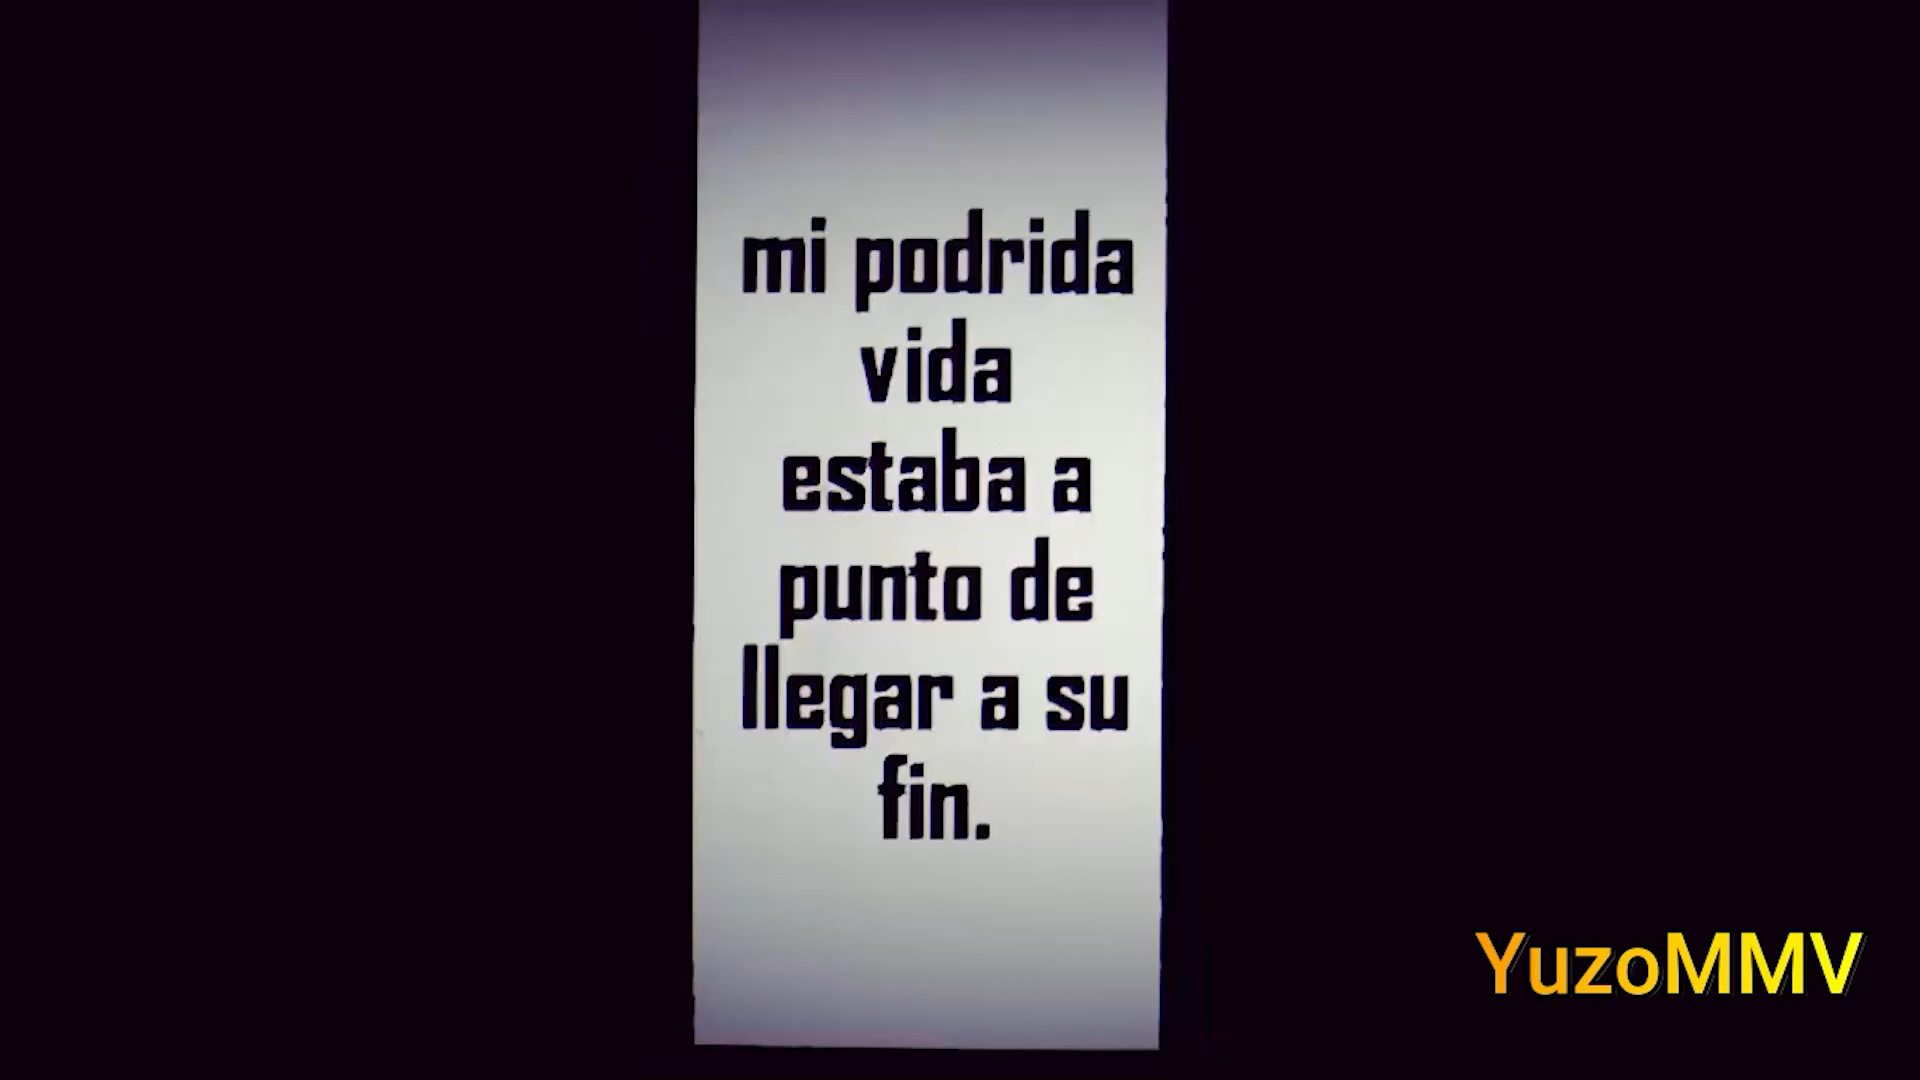 mi podrida
vida
estaba a
punto de
llegar a su
fin.
YuzoMMV